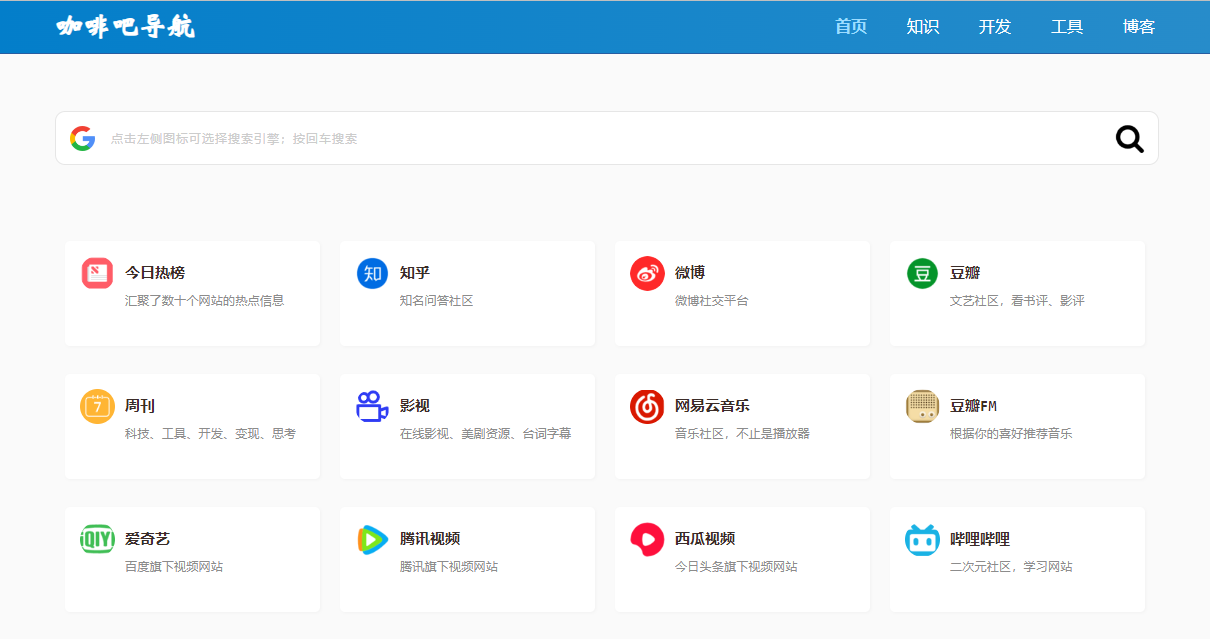 咖啡吧导航
首页 知识 开发 工具 博客
点击左侧图标可选择搜索引擎；按回车搜索
今日热榜
汇聚了数十个网站的热点信息
知
知乎
知名问答社区
微博
微博社交平台
豆
豆瓣
文艺社区，看书评、影评
7
周刊
科技、工具、开发、变现、思考
影视
在线影视、美剧资源、台词字幕
网易云音乐
音乐社区，不止是播放器
豆瓣FM
根据你的喜好推荐音乐
iQIY
爱奇艺
百度旗下视频网站
腾讯视频
腾讯旗下视频网站
西瓜视频
今日头条旗下视频网站
哔哩哔哩
二次元社区，学习网站